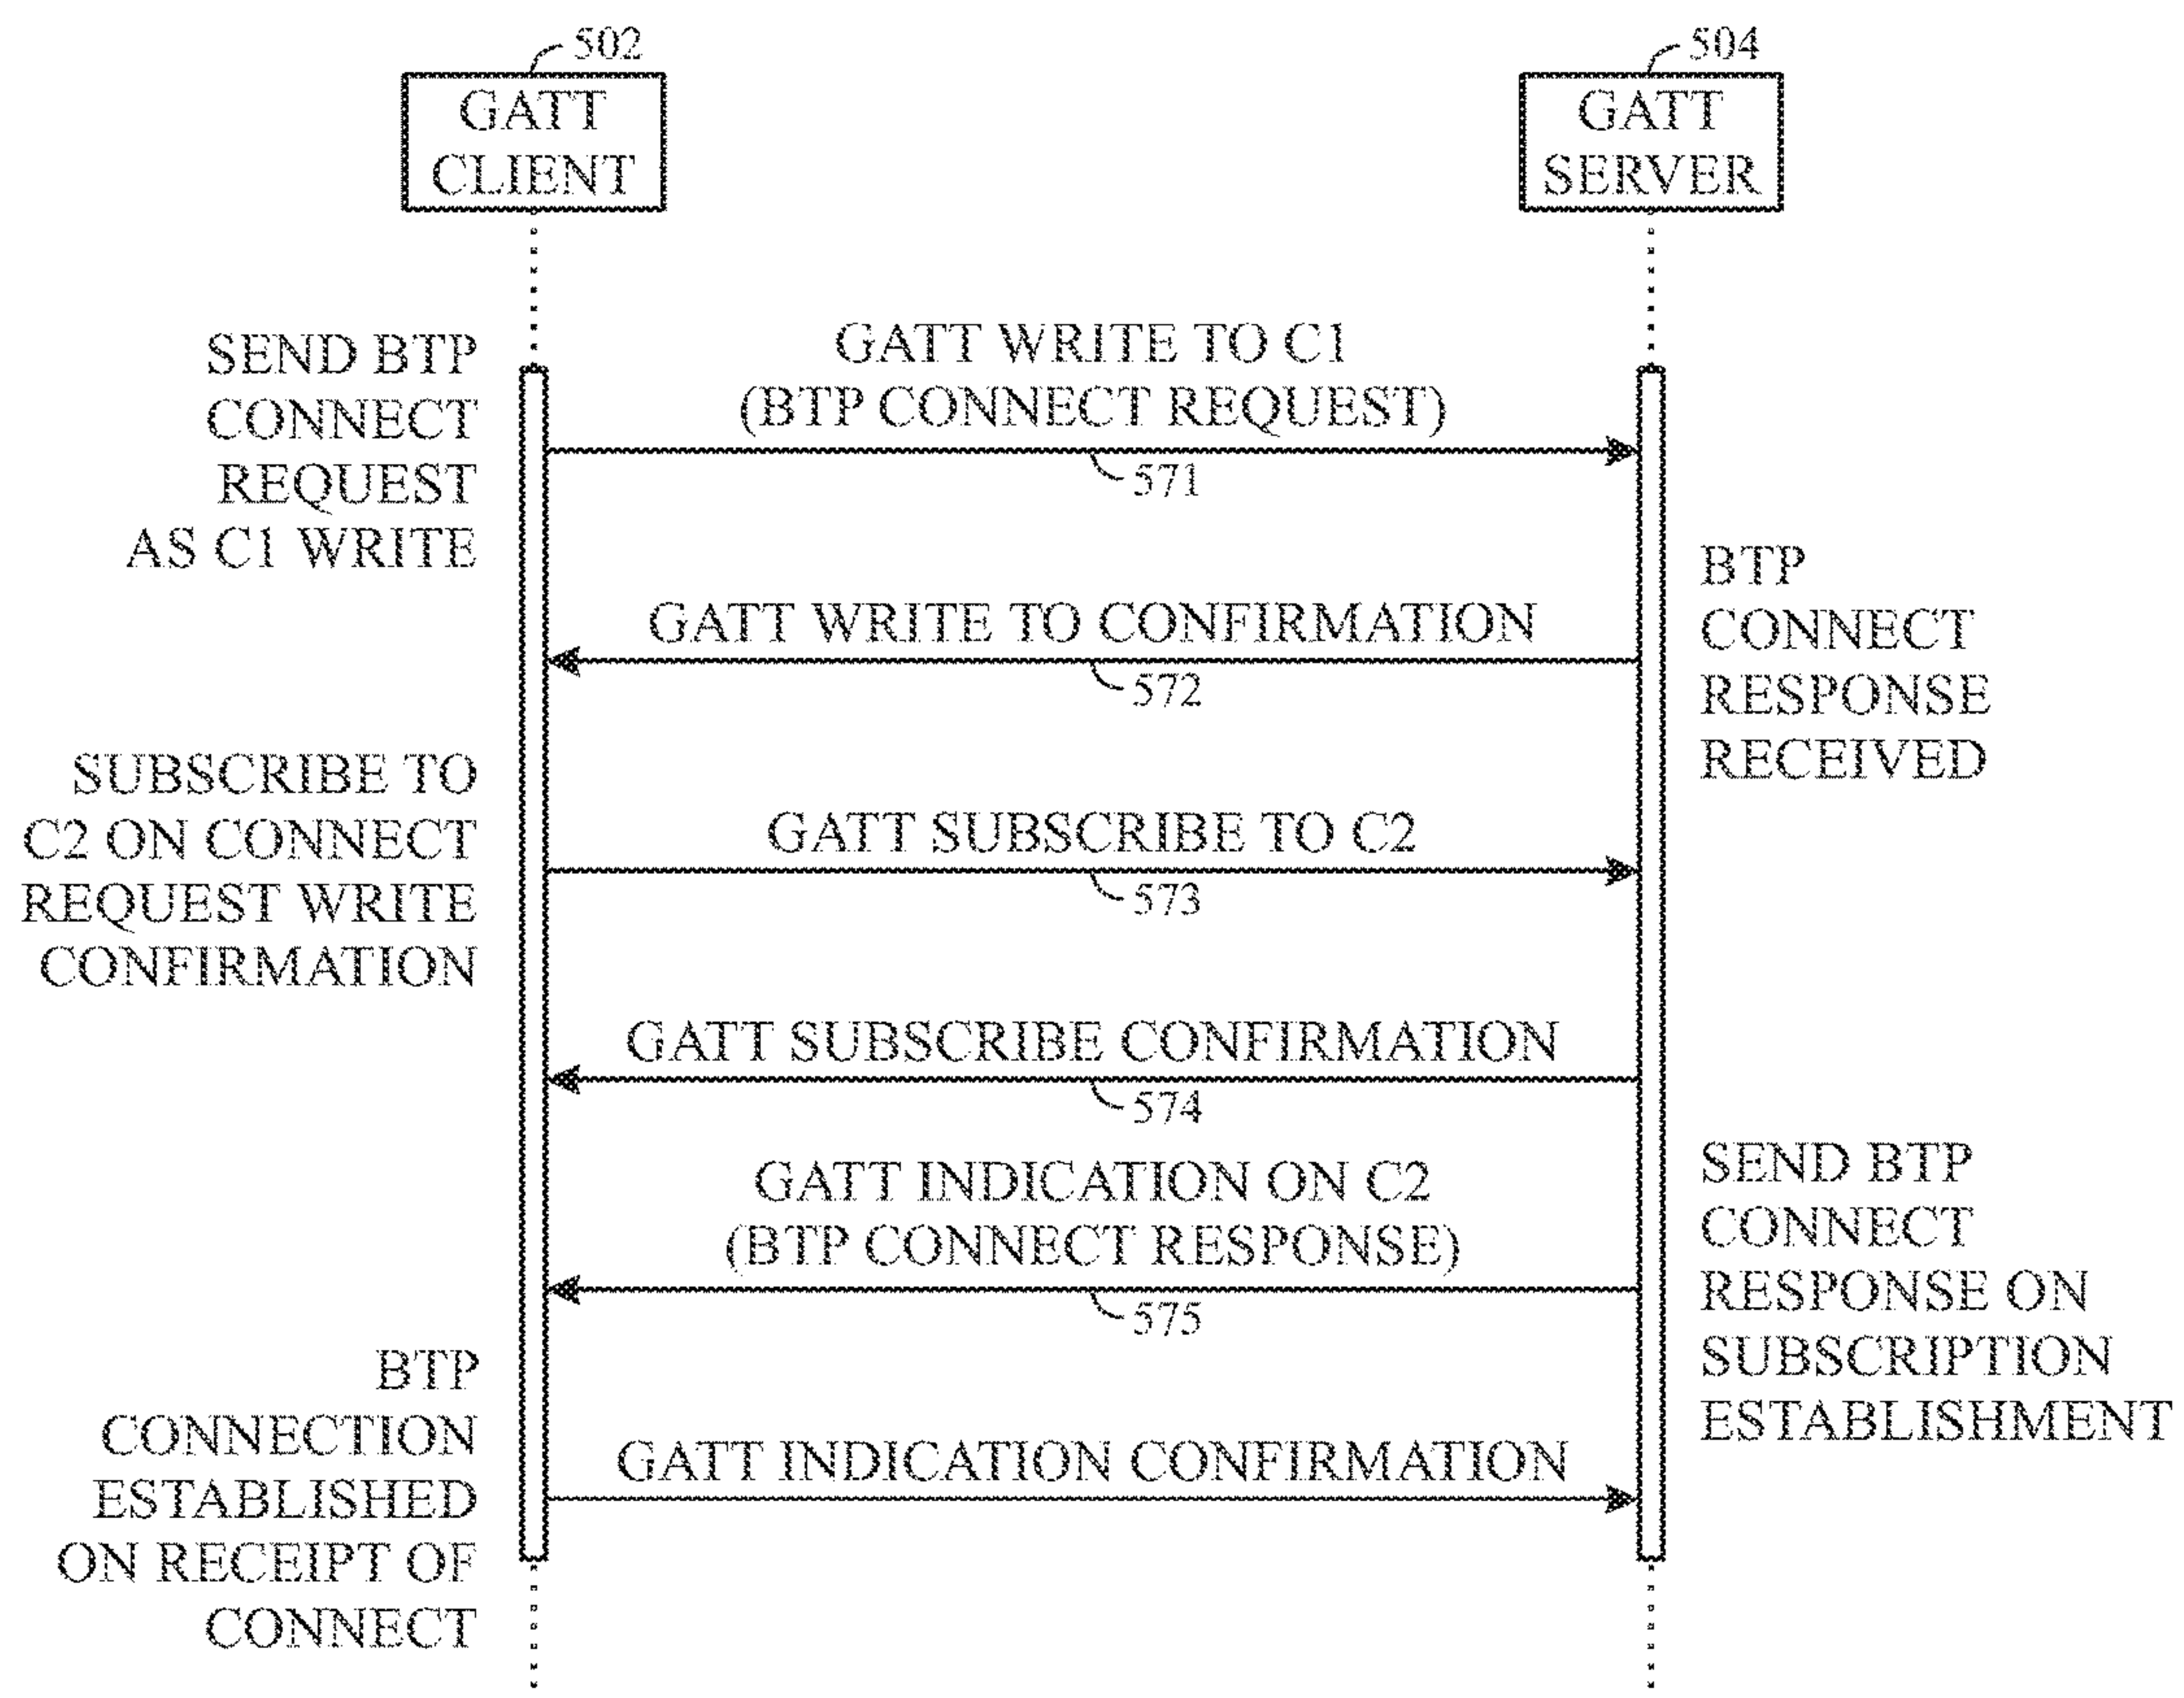 502
GATT
CLIENT
504
GATT
SERVER
SEND BTP
CONNECT
REQUEST
AS C1 WRITE
GATT WRITE TO C1
(BTP CONNECT REQUEST)
571
GATT WRITE TO CONFIRMATION
572
BTP
CONNECT
RESPONSE
RECEIVED
SUBSCRIBE TO
C2 ON CONNECT
REQUEST WRITE
CONFIRMATION
GATT SUBSCRIBE TO C2
573
GATT SUBSCRIBE CONFIRMATION
574
GATT INDICATION ON C2
(BTP CONNECT RESPONSE)
575
SEND BTP
CONNECT
RESPONSE ON
SUBSCRIPTION
ESTABLISHMENT
BTP
CONNECTION
ESTABLISHED
ON RECEIPT OF
CONNECT
GATT INDICATION CONFIRMATION